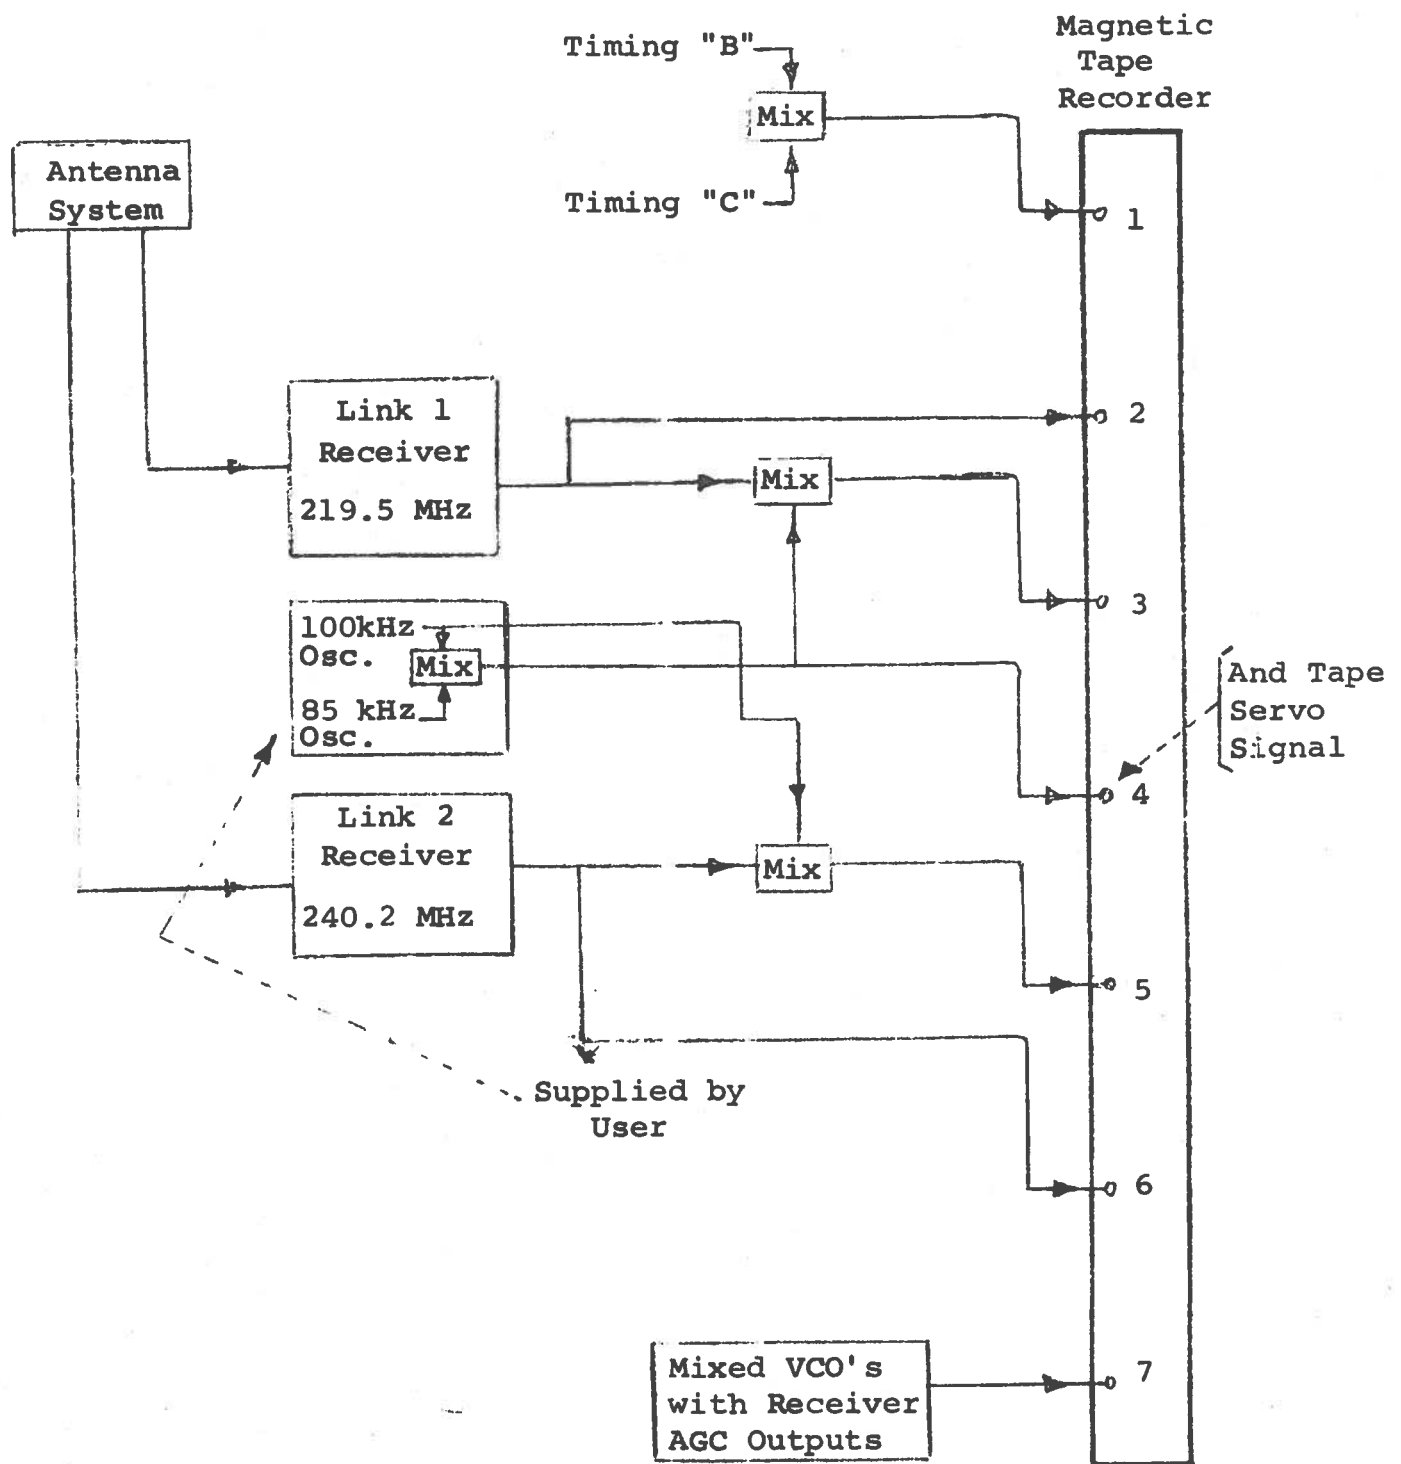 Magnetic
Tape
Recorder
Timing "B"
Mix
Timing "C"
1
Antenna
System
2
Link 1
Receiver
219.5 MHz
Mix
3
100kHz
Osc.
Mix
85 kHz
Osc.
And Tape
Servo
Signal
4
Link 2
Receiver
240.2 MHz
Mix
5
Supplied by
User
6
7
Mixed VCO's
with Receiver
AGC Outputs